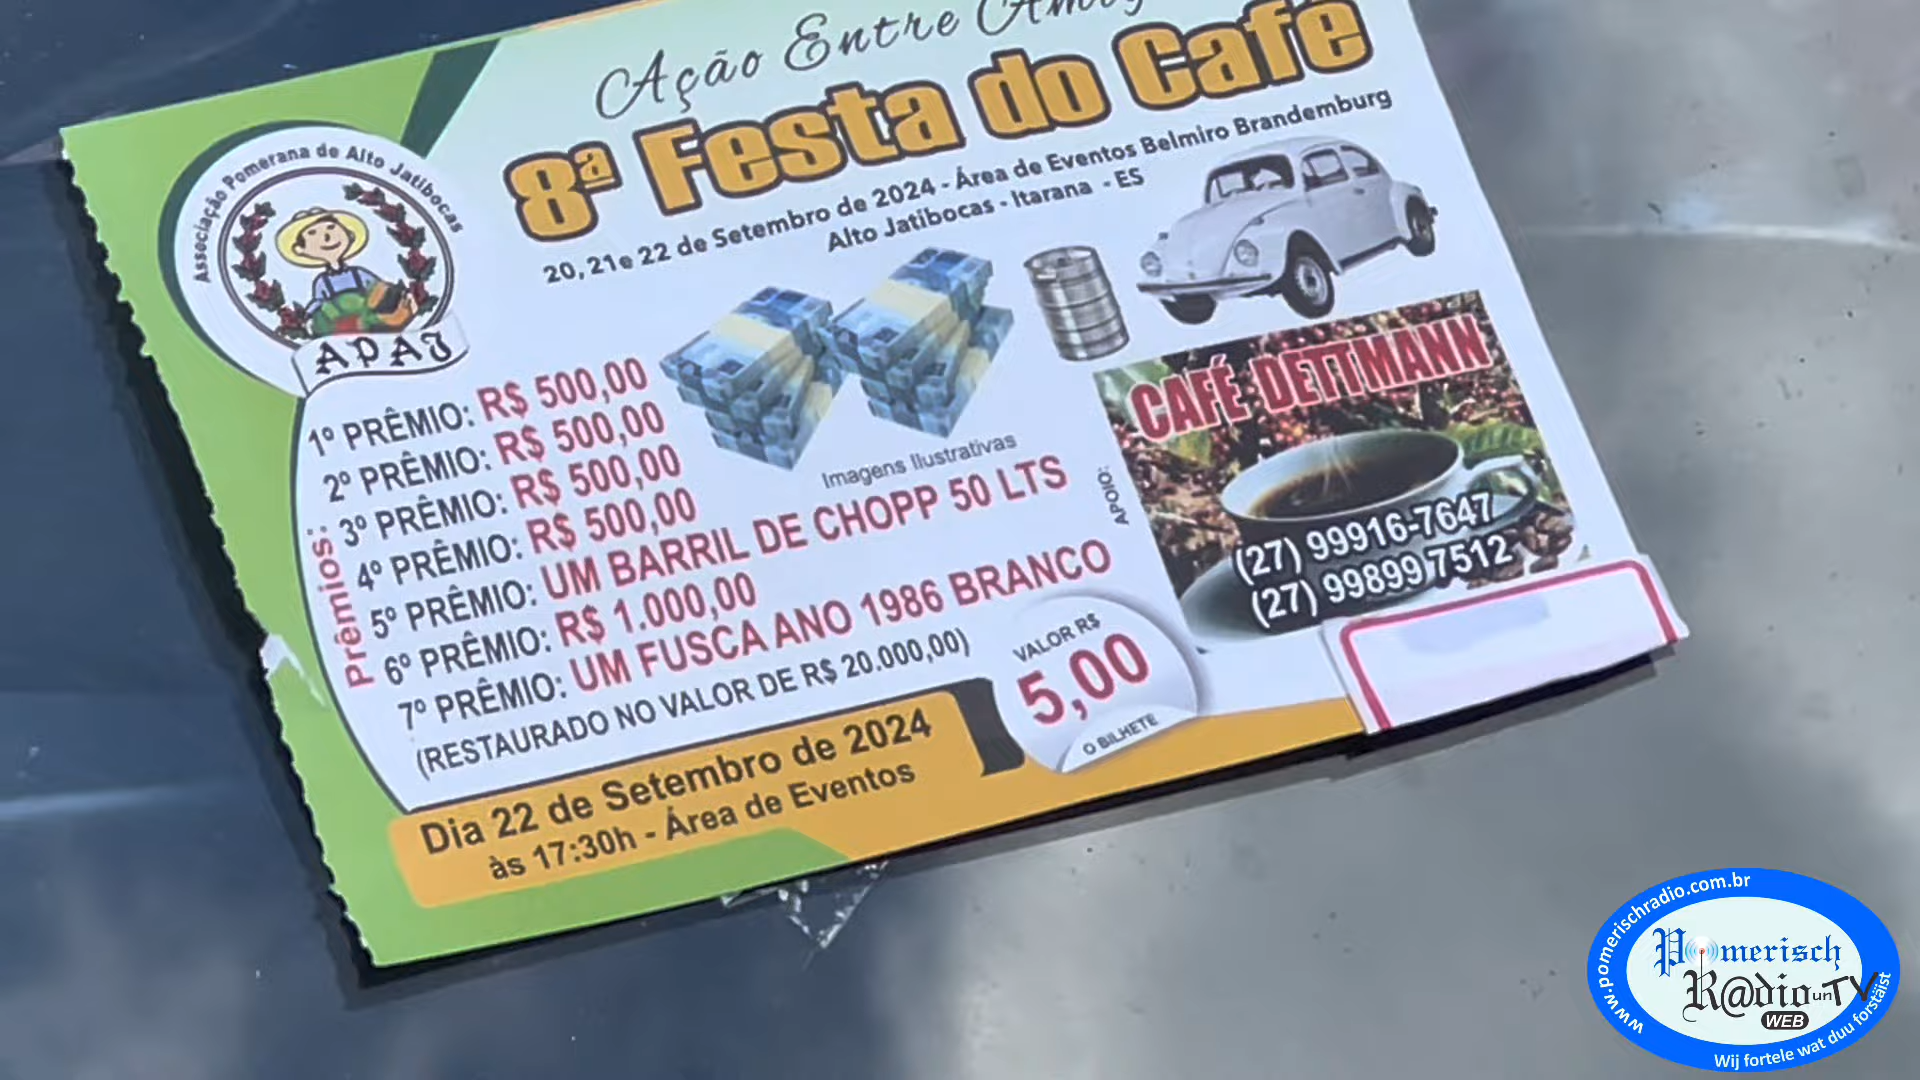 Ação Entre Amig
8ª Festa do Café
20, 21 e 22 de Setembro de 2024 - Área de Eventos Belmiro Brandemburg
Alto Jatibocas - Itarana - ES
Associação Pomerana de Alto Jatibocas
APAJ
Prêmios:
1º PRÊMIO: R$ 500,00
2º PRÊMIO: R$ 500,00
3º PRÊMIO: R$ 500,00
4º PRÊMIO: R$ 500,00
5º PRÊMIO: UM BARRIL DE CHOPP 50 LTS
6º PRÊMIO: R$ 1.000,00
7º PRÊMIO: UM FUSCA ANO 1986 BRANCO
(RESTAURADO NO VALOR DE R$ 20.000,00)
Imagens Ilustrativas
APOIO:
CAFÉ DETTMANN
(27) 99916-7647
(27) 99899 7512
VALOR R$
5,00
O BILHETE
Dia 22 de Setembro de 2024
às 17:30h - Área de Eventos
www.pomerischradio.com.br
Pomerisch
R@dio un TV
WEB
Wij fortele wat duu forstäist